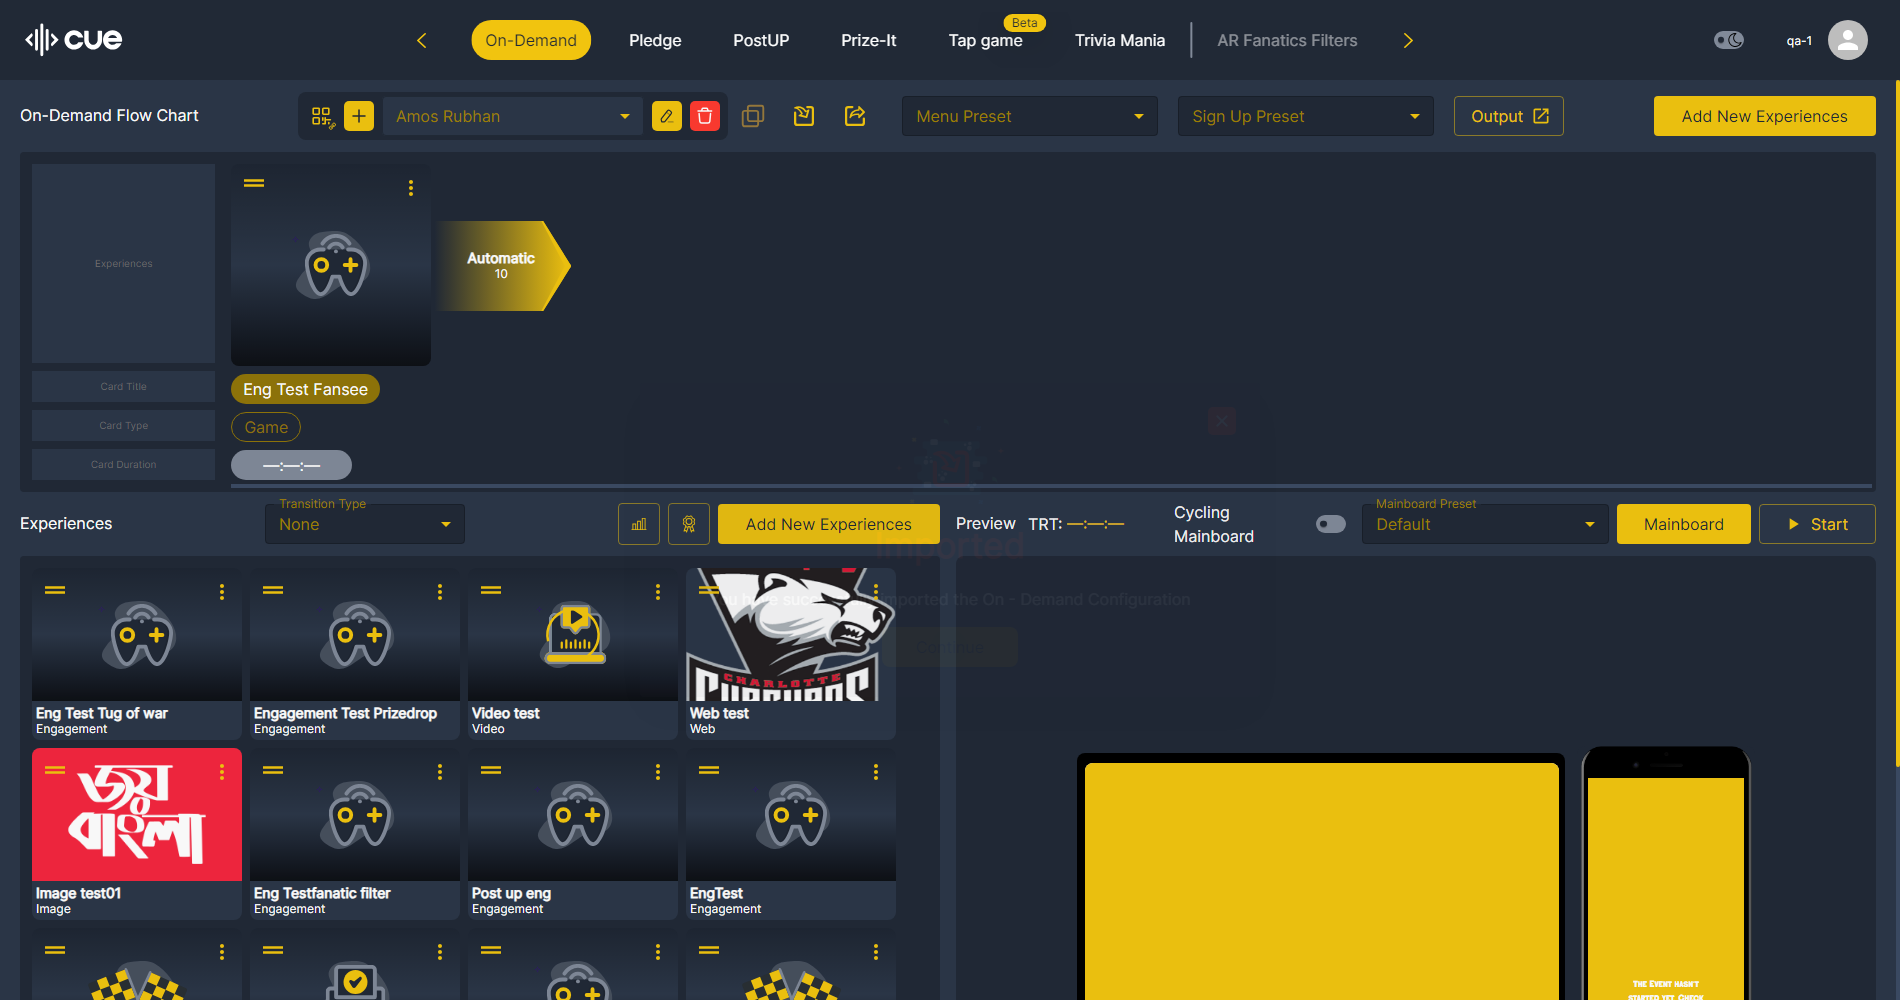 cue
On-Demand
Pledge
PostUP
Prize-It
Beta
Tap game
Trivia Mania
AR Fanatics Filters
qa-1
On-Demand Flow Chart
Amos Rubhan
Menu Preset
Sign Up Preset
Output
Add New Experiences
Experiences
Automatic
10
Card Title
Eng Test Fansee
Card Type
Game
Card Duration
—:—:—
Experiences
Transition Type
None
Add New Experiences
Preview
TRT: —:—:—
Cycling
Mainboard
Mainboard Preset
Default
Mainboard
Start
Imported
imported the On - Demand Configuration
Eng Test Tug of war
Engagement
Engagement Test Prizedrop
Engagement
Video test
Video
CHARLOTTE
Web test
Web
জয়
বাংলা
Image test01
Image
Eng Testfanatic filter
Engagement
Post up eng
Engagement
EngTest
Engagement
THE EVENT HASN'T
STARTED YET. CHECK